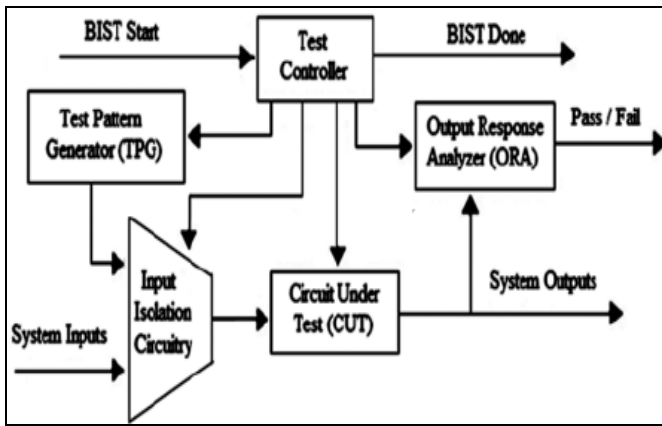 BIST Start
Test
Controller
BIST Done
Test Pattern
Generator (TPG)
Output Response
Analyzer (ORA)
Pass / Fail
Input
Isolation
Circuitry
Circuit Under
Test (CUT)
System Outputs
System Inputs